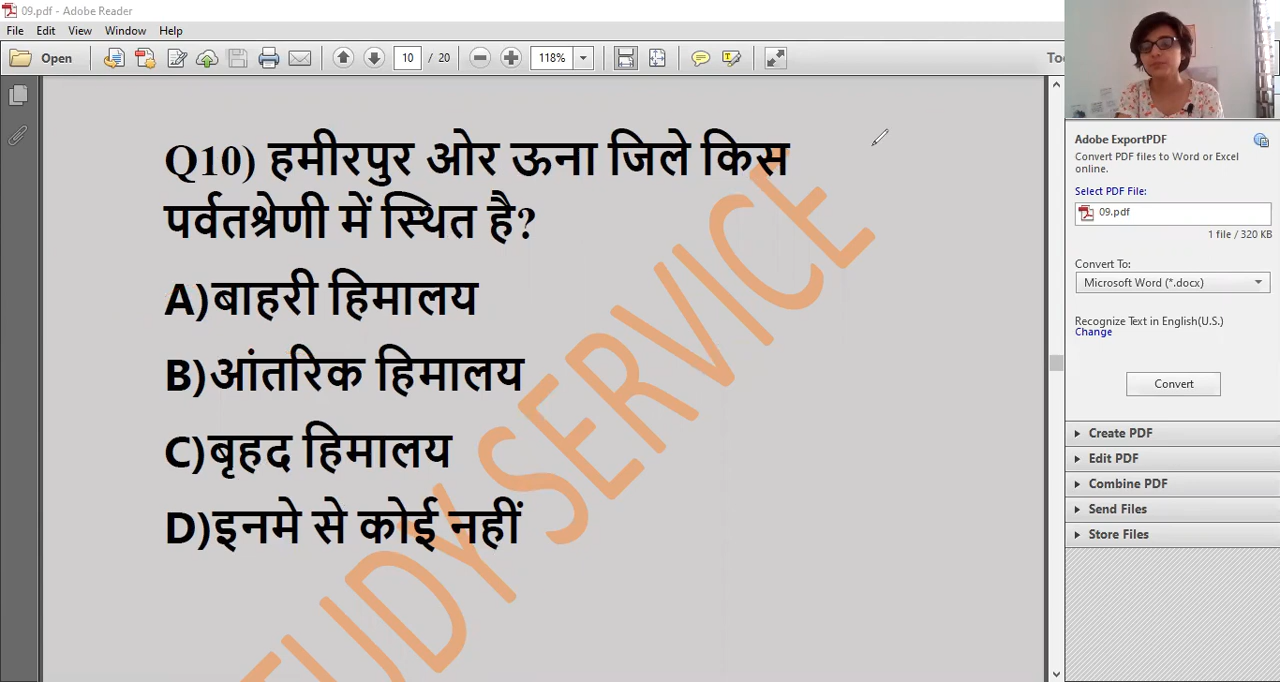 09.pdf - Adobe Reader
File Edit View Window Help
Open 10 / 20 118% Too
Q10) हमीरपुर ओर ऊना जिले किस
पर्वतश्रेणी में स्थित है?
A)बाहरी हिमालय
B)आंतरिक हिमालय
C)बृहद हिमालय
D)इनमे से कोई नहीं
STUDY SERVICE
Adobe ExportPDF
Convert PDF files to Word or Excel
online.
Select PDF File:
09.pdf
1 file / 320 KB
Convert To:
Microsoft Word (*.docx)
Recognize Text in English(U.S.)
Change
Convert
Create PDF
Edit PDF
Combine PDF
Send Files
Store Files